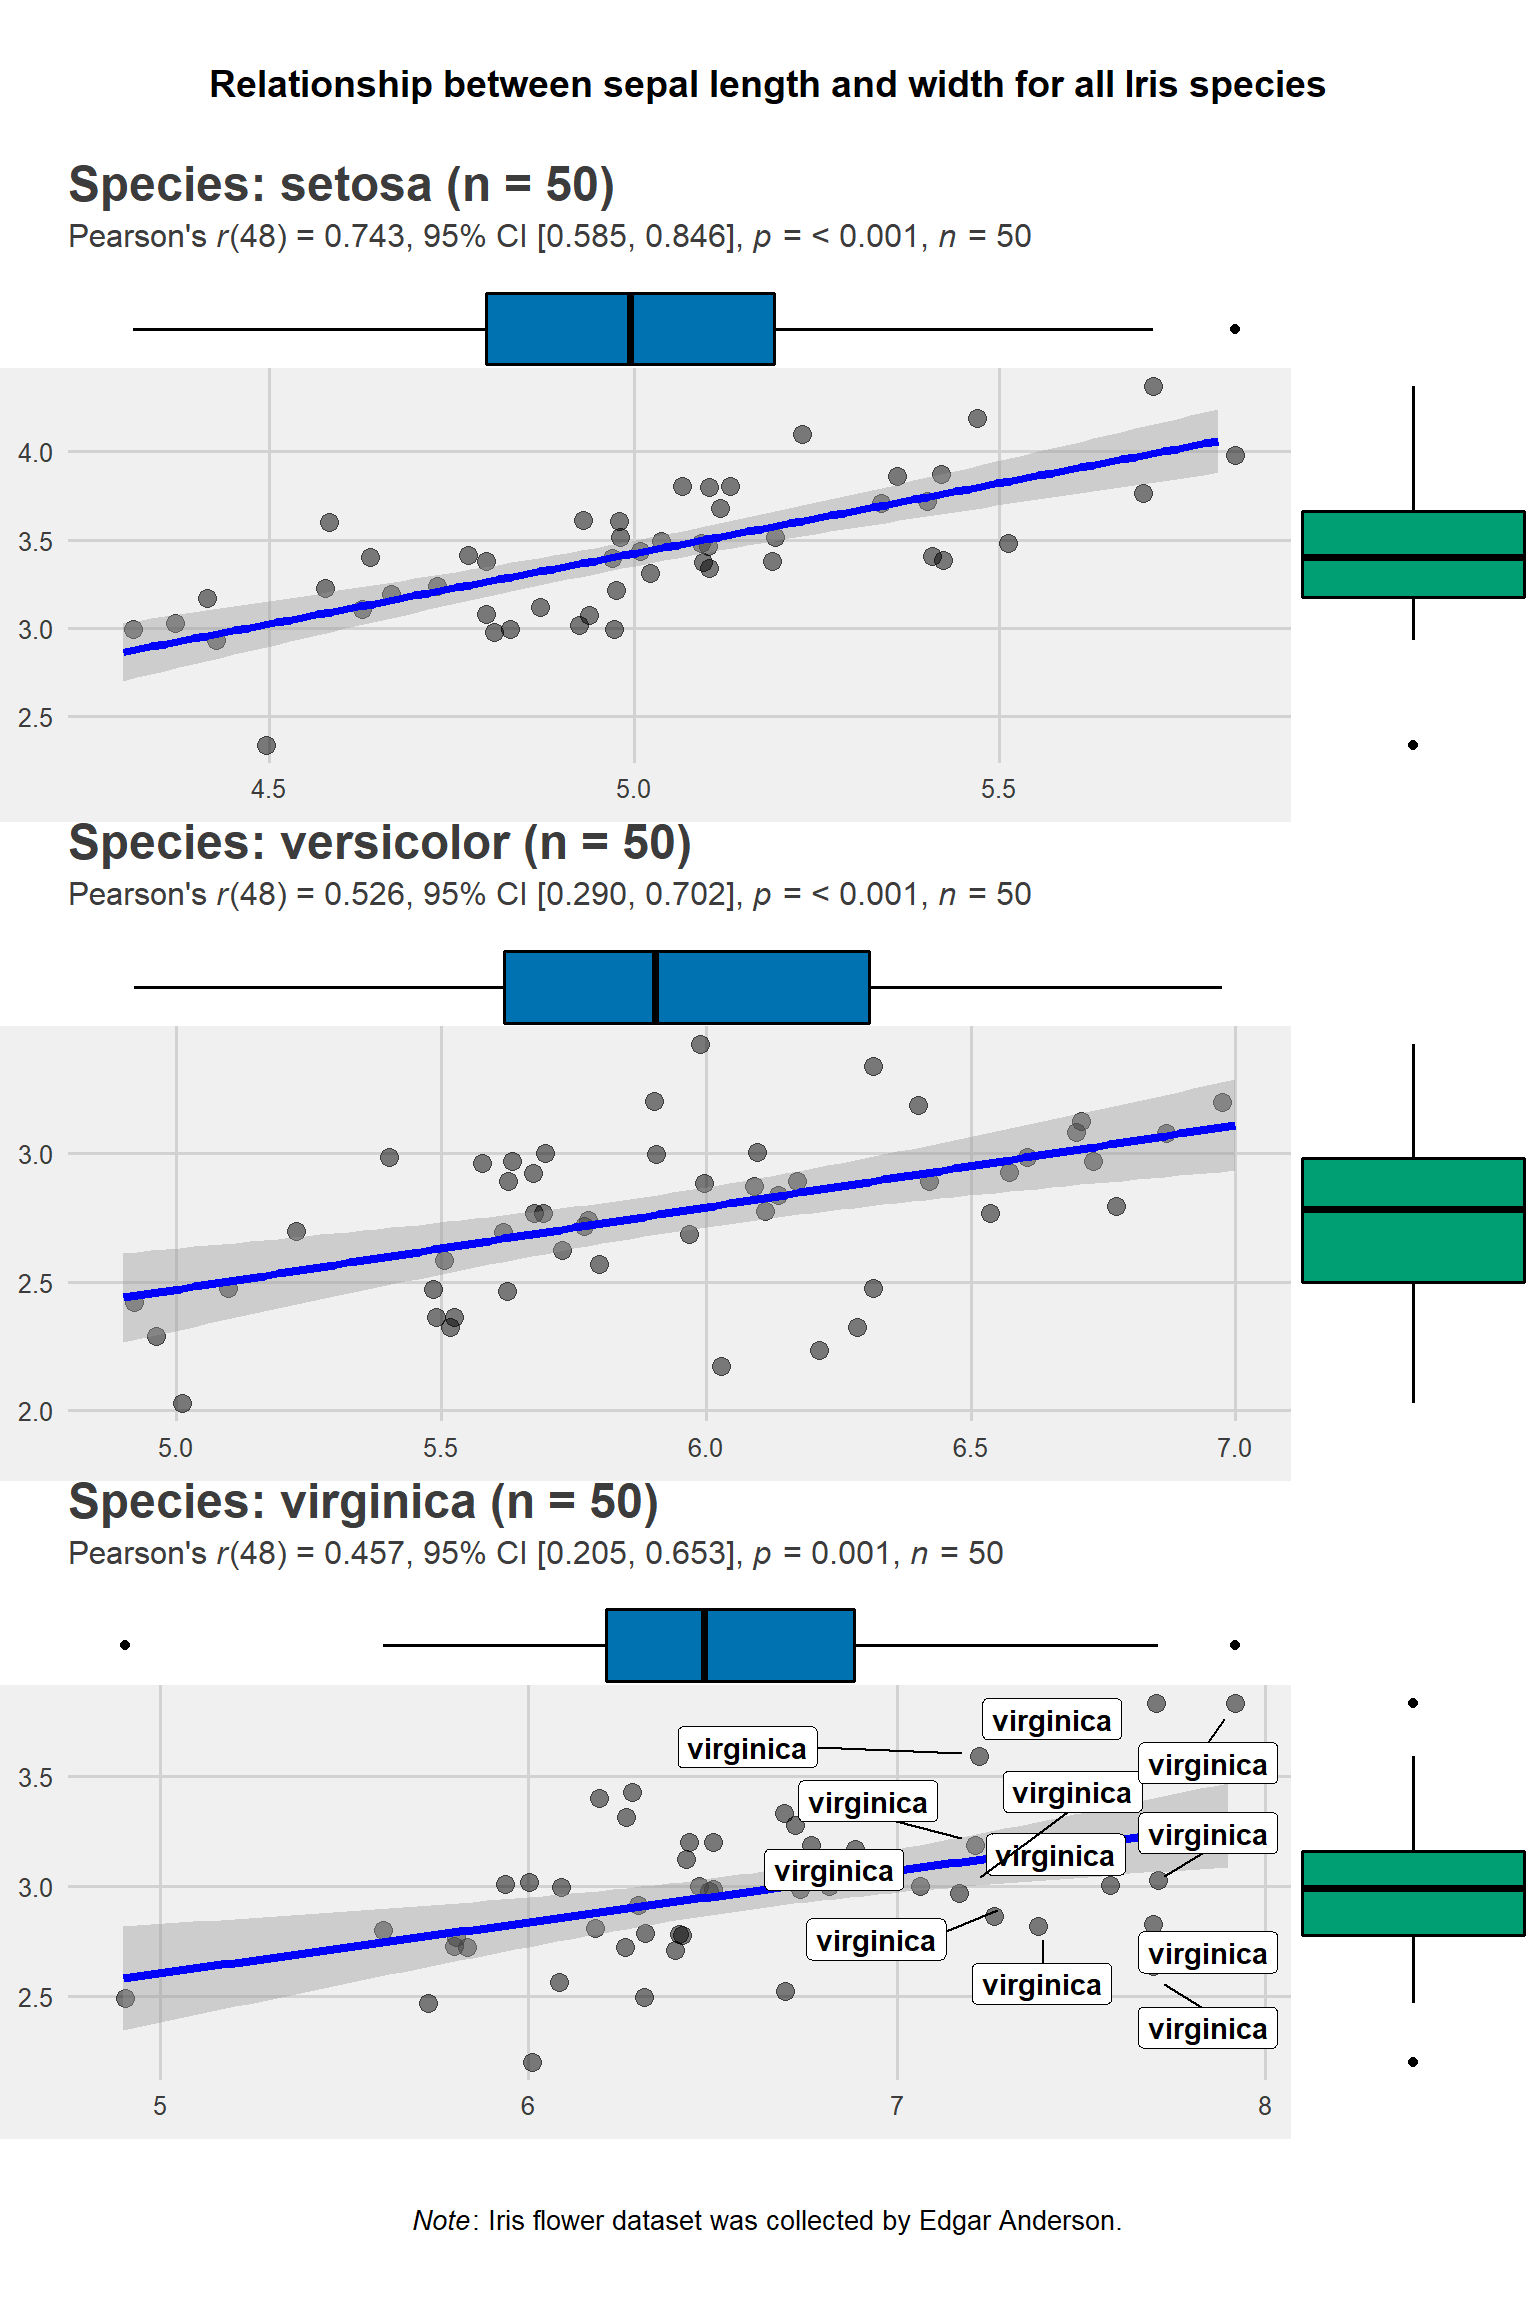 Relationship between sepal length and width for all Iris species
Species: setosa (n = 50)
Pearson's r(48) = 0.743, 95% CI [0.585, 0.846], p = < 0.001, n = 50
4.0
3.5
3.0
2.5
4.5 5.0 5.5
Species: versicolor (n = 50)
Pearson's r(48) = 0.526, 95% CI [0.290, 0.702], p = < 0.001, n = 50
3.0
2.5
2.0
5.0 5.5 6.0 6.5 7.0
Species: virginica (n = 50)
Pearson's r(48) = 0.457, 95% CI [0.205, 0.653], p = 0.001, n = 50
virginica
virginica
virginica
3.5
virginica
virginica
virginica
virginica
virginica
3.0
virginica
virginica
virginica
2.5
virginica
5 6 7 8
Note: Iris flower dataset was collected by Edgar Anderson.